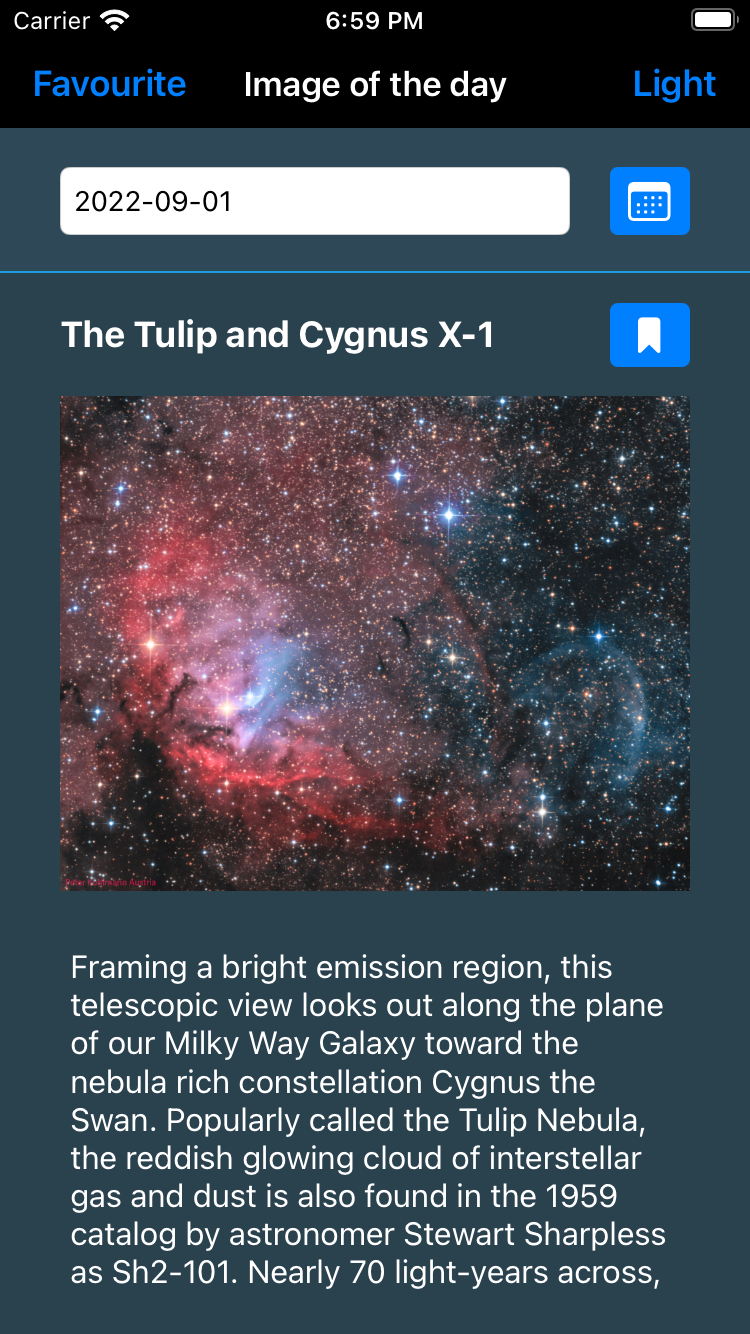 Carrier 6:59 PM
Favourite Image of the day Light
2022-09-01
The Tulip and Cygnus X-1
Austria
Framing a bright emission region, this
telescopic view looks out along the plane
of our Milky Way Galaxy toward the
nebula rich constellation Cygnus the
Swan. Popularly called the Tulip Nebula,
the reddish glowing cloud of interstellar
gas and dust is also found in the 1959
catalog by astronomer Stewart Sharpless
as Sh2-101. Nearly 70 light-years across,